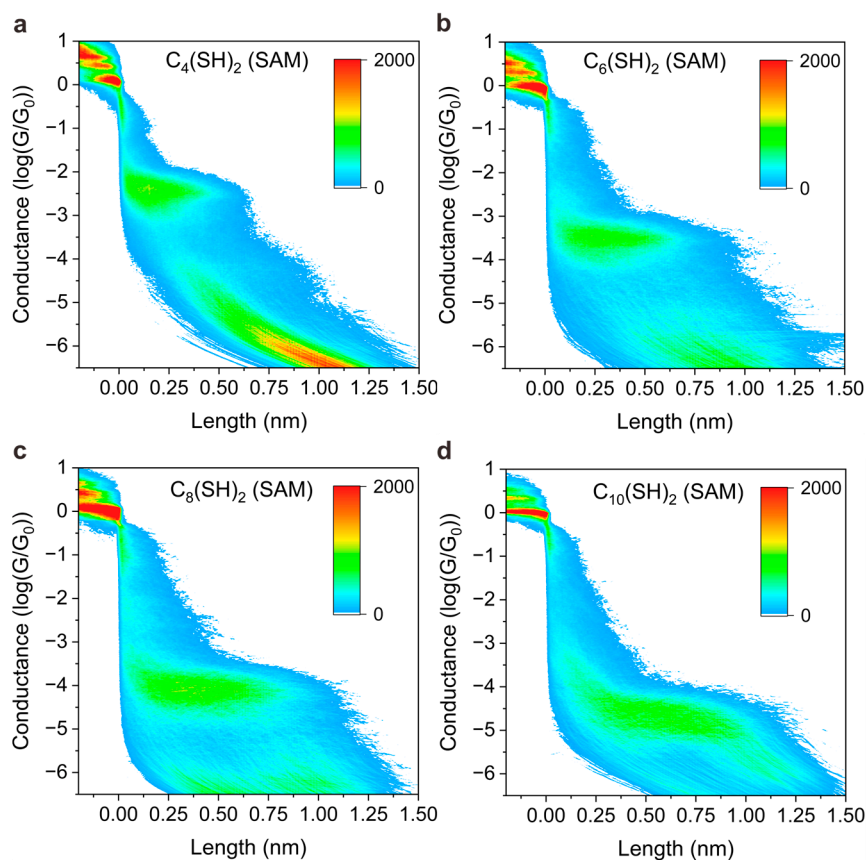 a
C₄(SH)₂ (SAM)
2000
0
Conductance (log(G/G₀))
1
0
−1
−2
−3
−4
−5
−6
0.00 0.25 0.50 0.75 1.00 1.25 1.50
Length (nm)
b
C₆(SH)₂ (SAM)
2000
0
Conductance (log(G/G₀))
1
0
−1
−2
−3
−4
−5
−6
0.00 0.25 0.50 0.75 1.00 1.25 1.50
Length (nm)
c
C₈(SH)₂ (SAM)
2000
0
Conductance (log(G/G₀))
1
0
−1
−2
−3
−4
−5
−6
0.00 0.25 0.50 0.75 1.00 1.25 1.50
Length (nm)
d
C₁₀(SH)₂ (SAM)
2000
0
Conductance (log(G/G₀))
1
0
−1
−2
−3
−4
−5
−6
0.00 0.25 0.50 0.75 1.00 1.25 1.50
Length (nm)